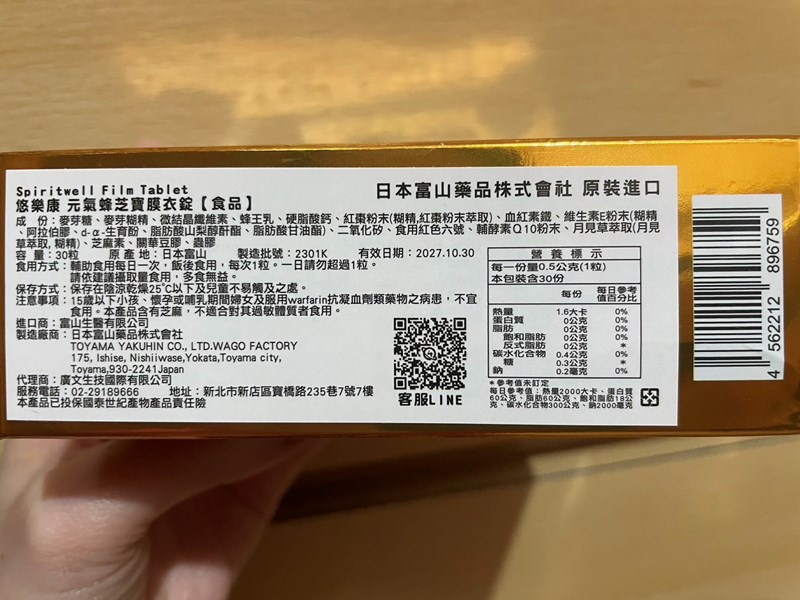 Spiritwell Film Tablet
日本富山藥品株式會社 原裝進口
悠樂康 元氣蜂芝寶膜衣錠【食品】
成 份：麥芽糖、麥芽糊精、微結晶纖維素、蜂王乳、硬脂酸鈣、紅棗粉末(糊精,紅棗粉末萃取)、血紅素鐵、維生素E粉末(糊精
、阿拉伯膠、d-α-生育酚、脂肪酸山梨醇酐酯、脂肪酸甘油酯)、二氧化矽、食用紅色六號、輔酵素Q10粉末、月見草萃取(月見
草萃取, 糊精)、芝麻素、關華豆膠、蟲膠
容 量：30粒 原 產 地：日本富山 製造批號：2301K 有效日期：2027.10.30
食用方式：輔助食用每日一次，飯後食用，每次1粒。一日請勿超過1粒。
請依建議攝取量食用，多食無益。
保存方式：保存在陰涼乾燥25℃以下及兒童不易觸及之處。
注意事項：15歲以下小孩、懷孕或哺乳期間婦女及服用warfarin抗凝血劑類藥物之病患，不宜
食用。本產品含有芝麻，不適合對其過敏體質者食用。
進口商：富山生醫有限公司
製造廠商：日本富山藥品株式會社
TOYAMA YAKUHIN CO., LTD.WAGO FACTORY
175, Ishise, Nishiiwase,Yokata,Toyama city,
Toyama,930-2241Japan
代理商：廣文生技國際有限公司
服務電話：02-29189666 地址：新北市新店區寶橋路235巷7號7樓
本產品已投保國泰世紀產物產品責任險
客服LINE
營養標示
每一份量0.5公克(1粒)
本包裝含30份
每份 每日參考值百分比
熱量 1.6大卡 0%
蛋白質 0公克 0%
脂肪 0公克 0%
飽和脂肪 0公克 0%
反式脂肪 0公克 *
碳水化合物 0.4公克 0%
糖 0.3公克 *
鈉 0.2毫克 0%
*參考值未訂定
每日參考值：熱量2000大卡、蛋白質
60公克、脂肪60公克、飽和脂肪18公
克、碳水化合物300公克、鈉2000毫克
4 562212 896759